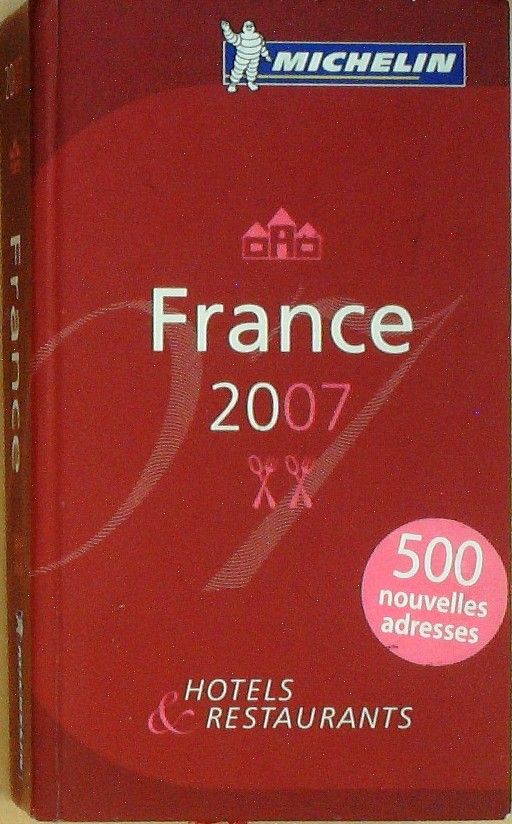 MICHELIN
France
2007
500
nouvelles
adresses
HOTELS
& RESTAURANTS
France